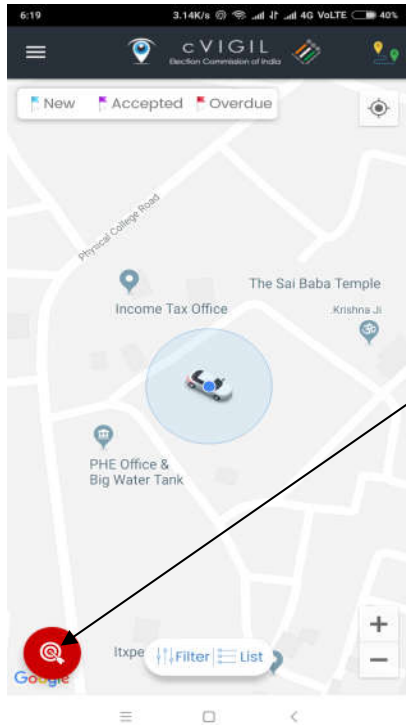 6:19 3.14K/s 4G VoLTE 40%
cVIGIL
Election Commission of India
New Accepted Overdue
Physical College Road
The Sai Baba Temple
Income Tax Office
Krishna Ji
PHE Office &
Big Water Tank
Itxpe Filter List
Google